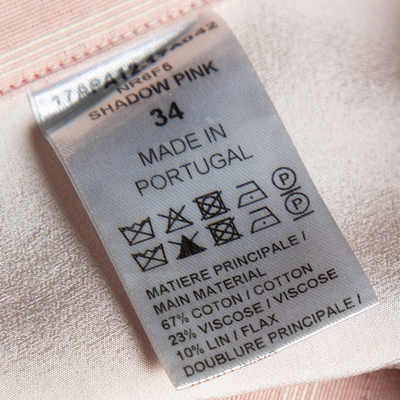 NR6F5
SHADOW PINK
34
MADE IN
PORTUGAL
P
P
MATIERE PRINCIPALE /
MAIN MATERIAL
67% COTON / COTTON
23% VISCOSE / VISCOSE
10% LIN / FLAX
DOUBLURE PRINCIPALE /